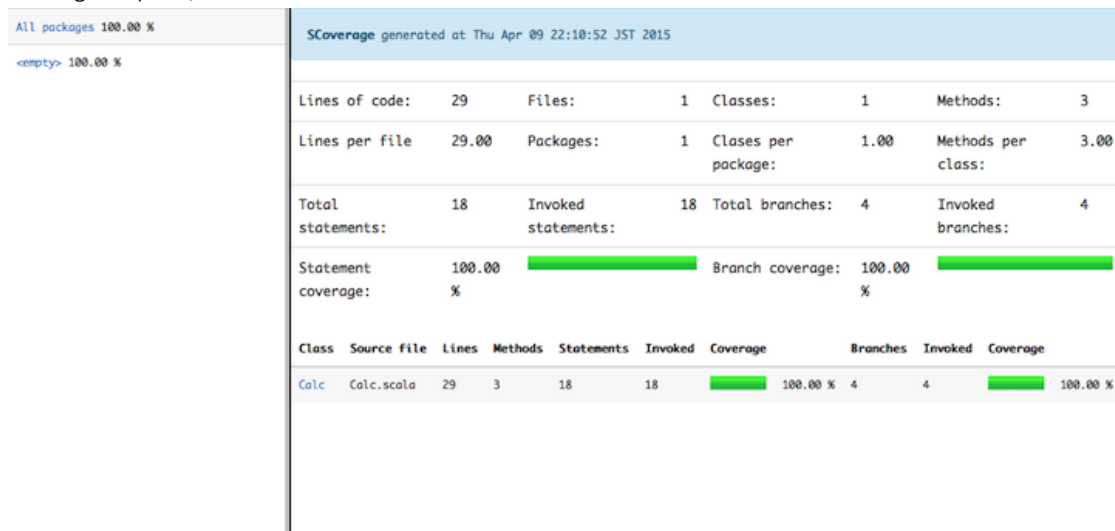 All packages 100.00 %
<empty> 100.00 %
SCoverage generated at Thu Apr 09 22:10:52 JST 2015
Lines of code: 29 Files: 1 Classes: 1 Methods: 3
Lines per file 29.00 Packages: 1 Clases per package: 1.00 Methods per class: 3.00
Total statements: 18 Invoked statements: 18 Total branches: 4 Invoked branches: 4
Statement coverage: 100.00 % Branch coverage: 100.00 %
Class Source file Lines Methods Statements Invoked Coverage Branches Invoked Coverage
Calc Calc.scala 29 3 18 18 100.00 % 4 4 100.00 %